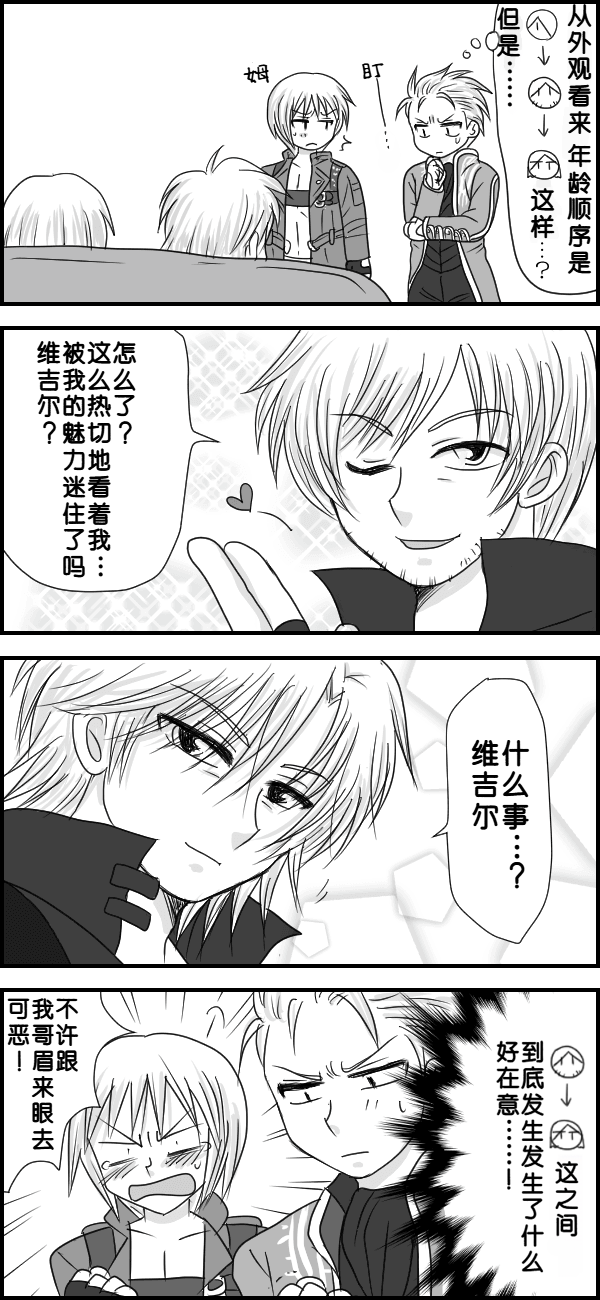 从外观看来 年龄顺序是
↓
↓
这样…?
但是……
盯…
姆
怎么了?
这么热切地看着我…
被我的魅力迷住了吗
维吉尔?
什么事…?
维吉尔
↓
这之间
到底发生发生了什么
好在意……!
不许跟
我哥眉来眼去
可恶!